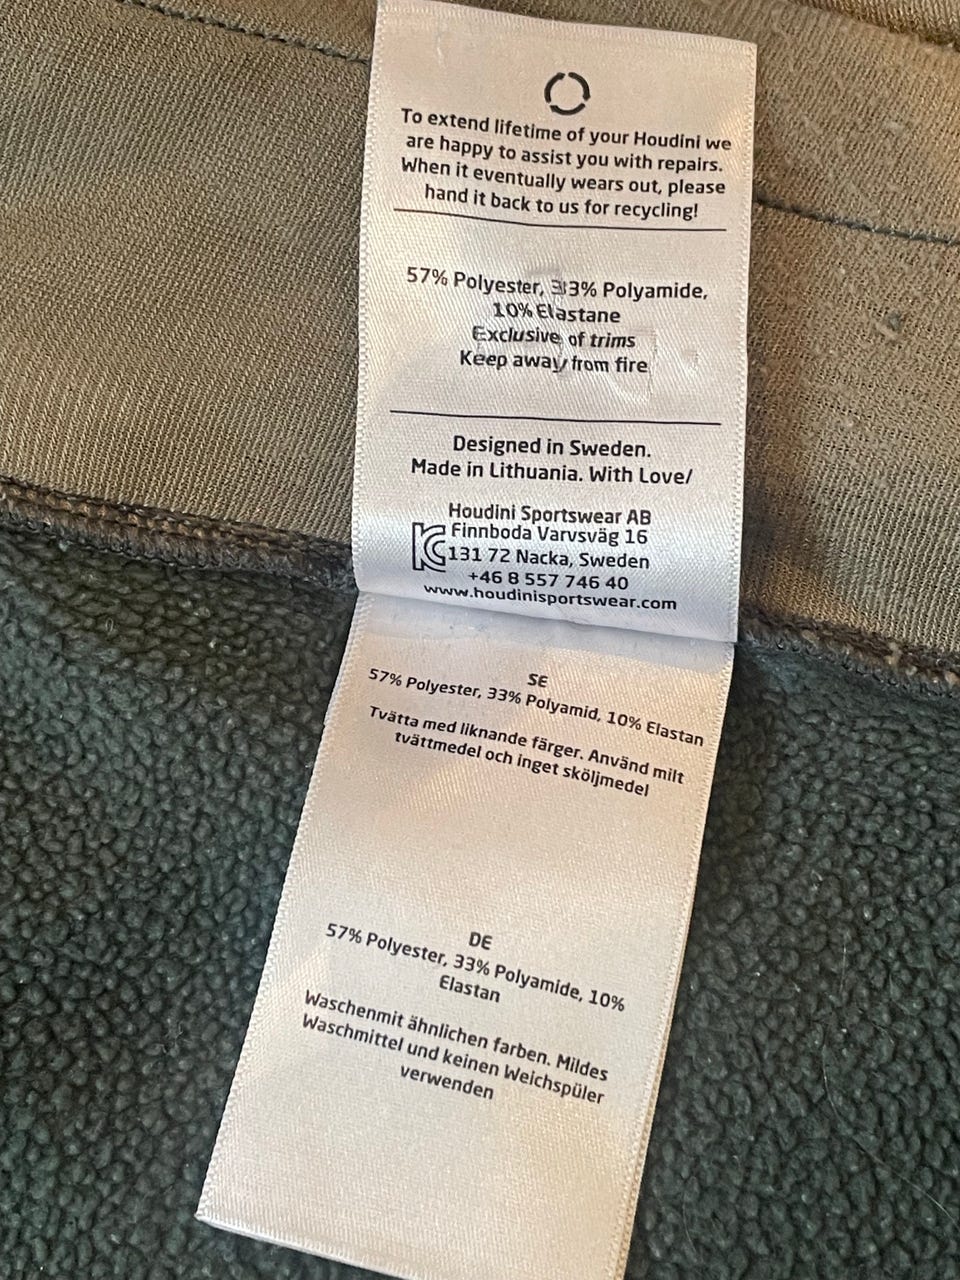 To extend lifetime of your Houdini we
are happy to assist you with repairs.
When it eventually wears out, please
hand it back to us for recycling!
57% Polyester, 33% Polyamide,
10% Elastane
Exclusive of trims
Keep away from fire
Designed in Sweden.
Made in Lithuania. With Love/
Houdini Sportswear AB
Finnboda Varvsväg 16
131 72 Nacka, Sweden
+46 8 557 746 40
www.houdinisportswear.com
SE
57% Polyester, 33% Polyamid, 10% Elastan
Tvätta med liknande färger. Använd milt
tvättmedel och inget sköljmedel
DE
57% Polyester, 33% Polyamide, 10%
Elastan
Waschenmit ähnlichen farben. Mildes
Waschmittel und keinen Weichspüler
verwenden